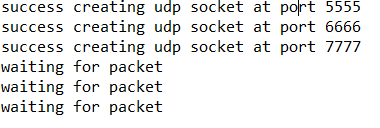 success creating udp socket at port 5555
success creating udp socket at port 6666
success creating udp socket at port 7777
waiting for packet
waiting for packet
waiting for packet